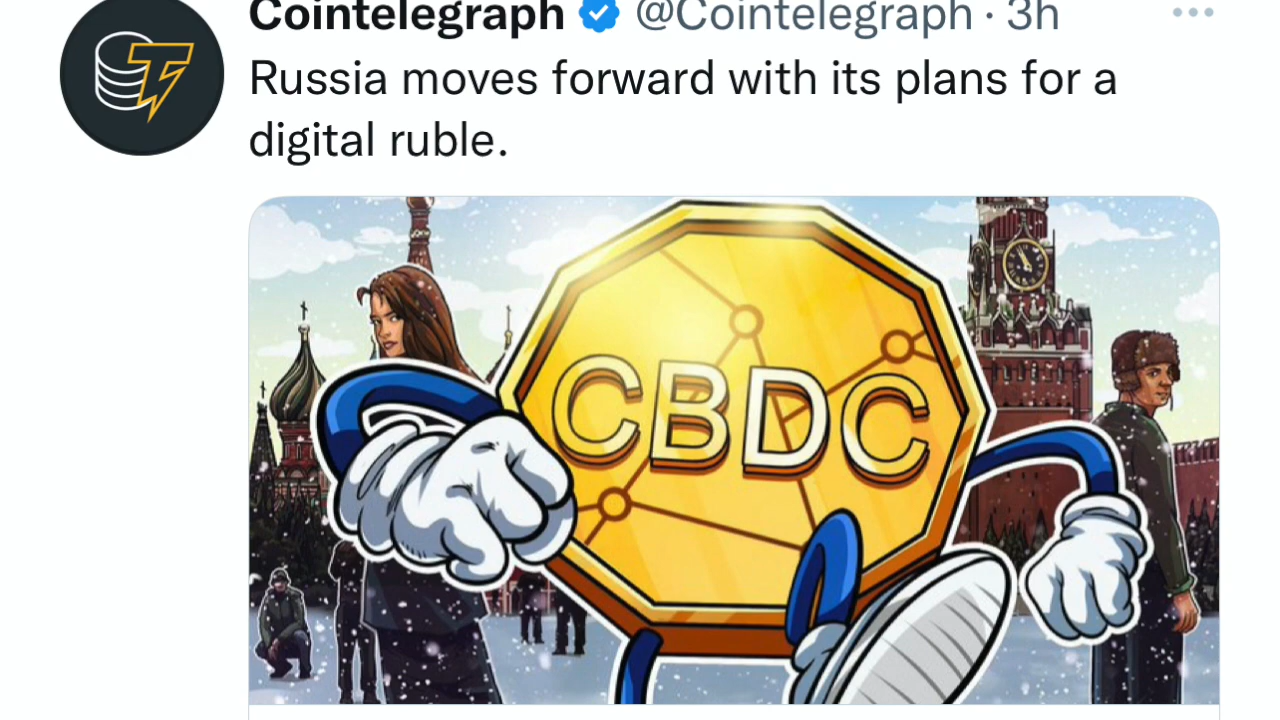 Cointelegraph @Cointelegraph · 3h
Russia moves forward with its plans for a
digital ruble.
CBDC